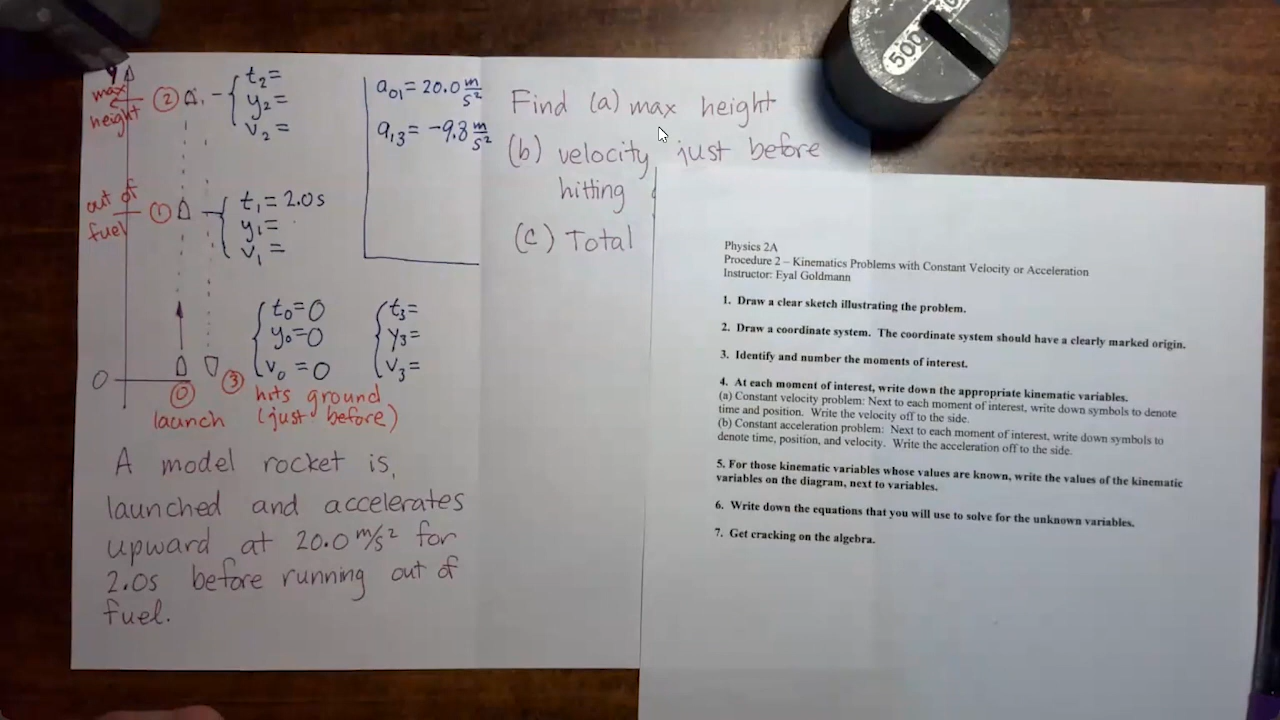 y
max
height
②
t₂=
y₂=
v₂=
out of
fuel
①
t₁= 2.0s
y₁=
v₁=
t₀=0
y₀=0
v₀=0
t₃=
y₃=
v₃=
0
⓪
launch
③ hits ground
(just before)
a₀₁= 20.0 m/s²
a₁₃= -9.8 m/s²
A model rocket is
launched and accelerates
upward at 20.0 m/s² for
2.0s before running out of
fuel.
Find (a) max height
(b) velocity just before
hitting
(c) Total
500
Physics 2A
Procedure 2 – Kinematics Problems with Constant Velocity or Acceleration
Instructor: Eyal Goldmann
1. Draw a clear sketch illustrating the problem.
2. Draw a coordinate system. The coordinate system should have a clearly marked origin.
3. Identify and number the moments of interest.
4. At each moment of interest, write down the appropriate kinematic variables.
(a) Constant velocity problem: Next to each moment of interest, write down symbols to denote
time and position. Write the velocity off to the side.
(b) Constant acceleration problem: Next to each moment of interest, write down symbols to
denote time, position, and velocity. Write the acceleration off to the side.
5. For those kinematic variables whose values are known, write the values of the kinematic
variables on the diagram, next to variables.
6. Write down the equations that you will use to solve for the unknown variables.
7. Get cracking on the algebra.